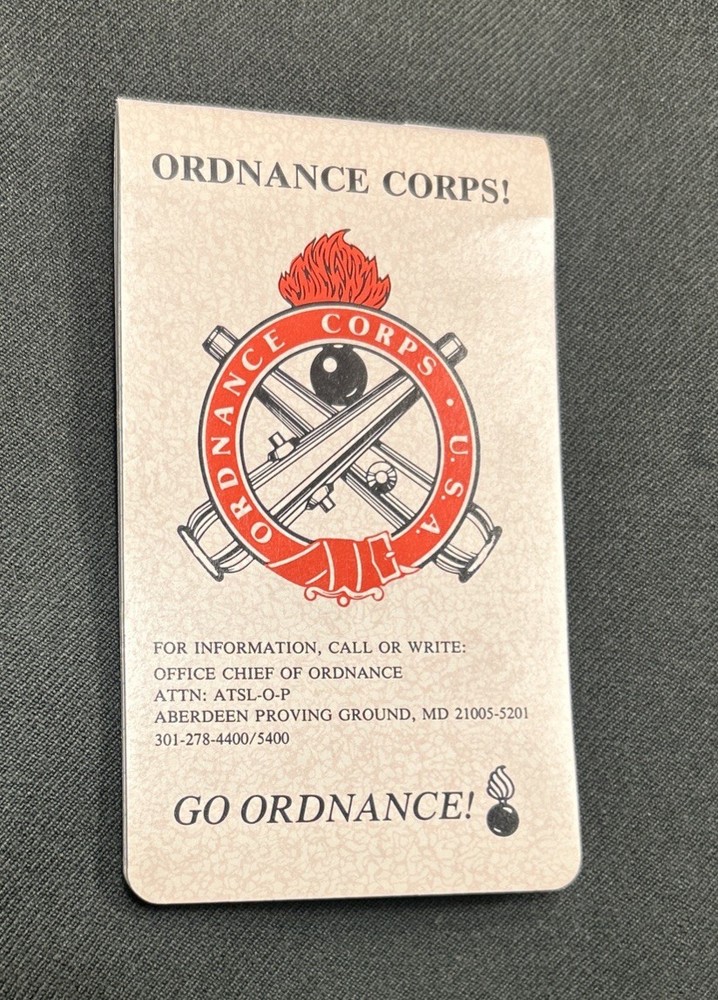 ORDNANCE CORPS!
ORDNANCE CORPS • U.S.A.
FOR INFORMATION, CALL OR WRITE:
OFFICE CHIEF OF ORDNANCE
ATTN: ATSL-O-P
ABERDEEN PROVING GROUND, MD 21005-5201
301-278-4400/5400
GO ORDNANCE!